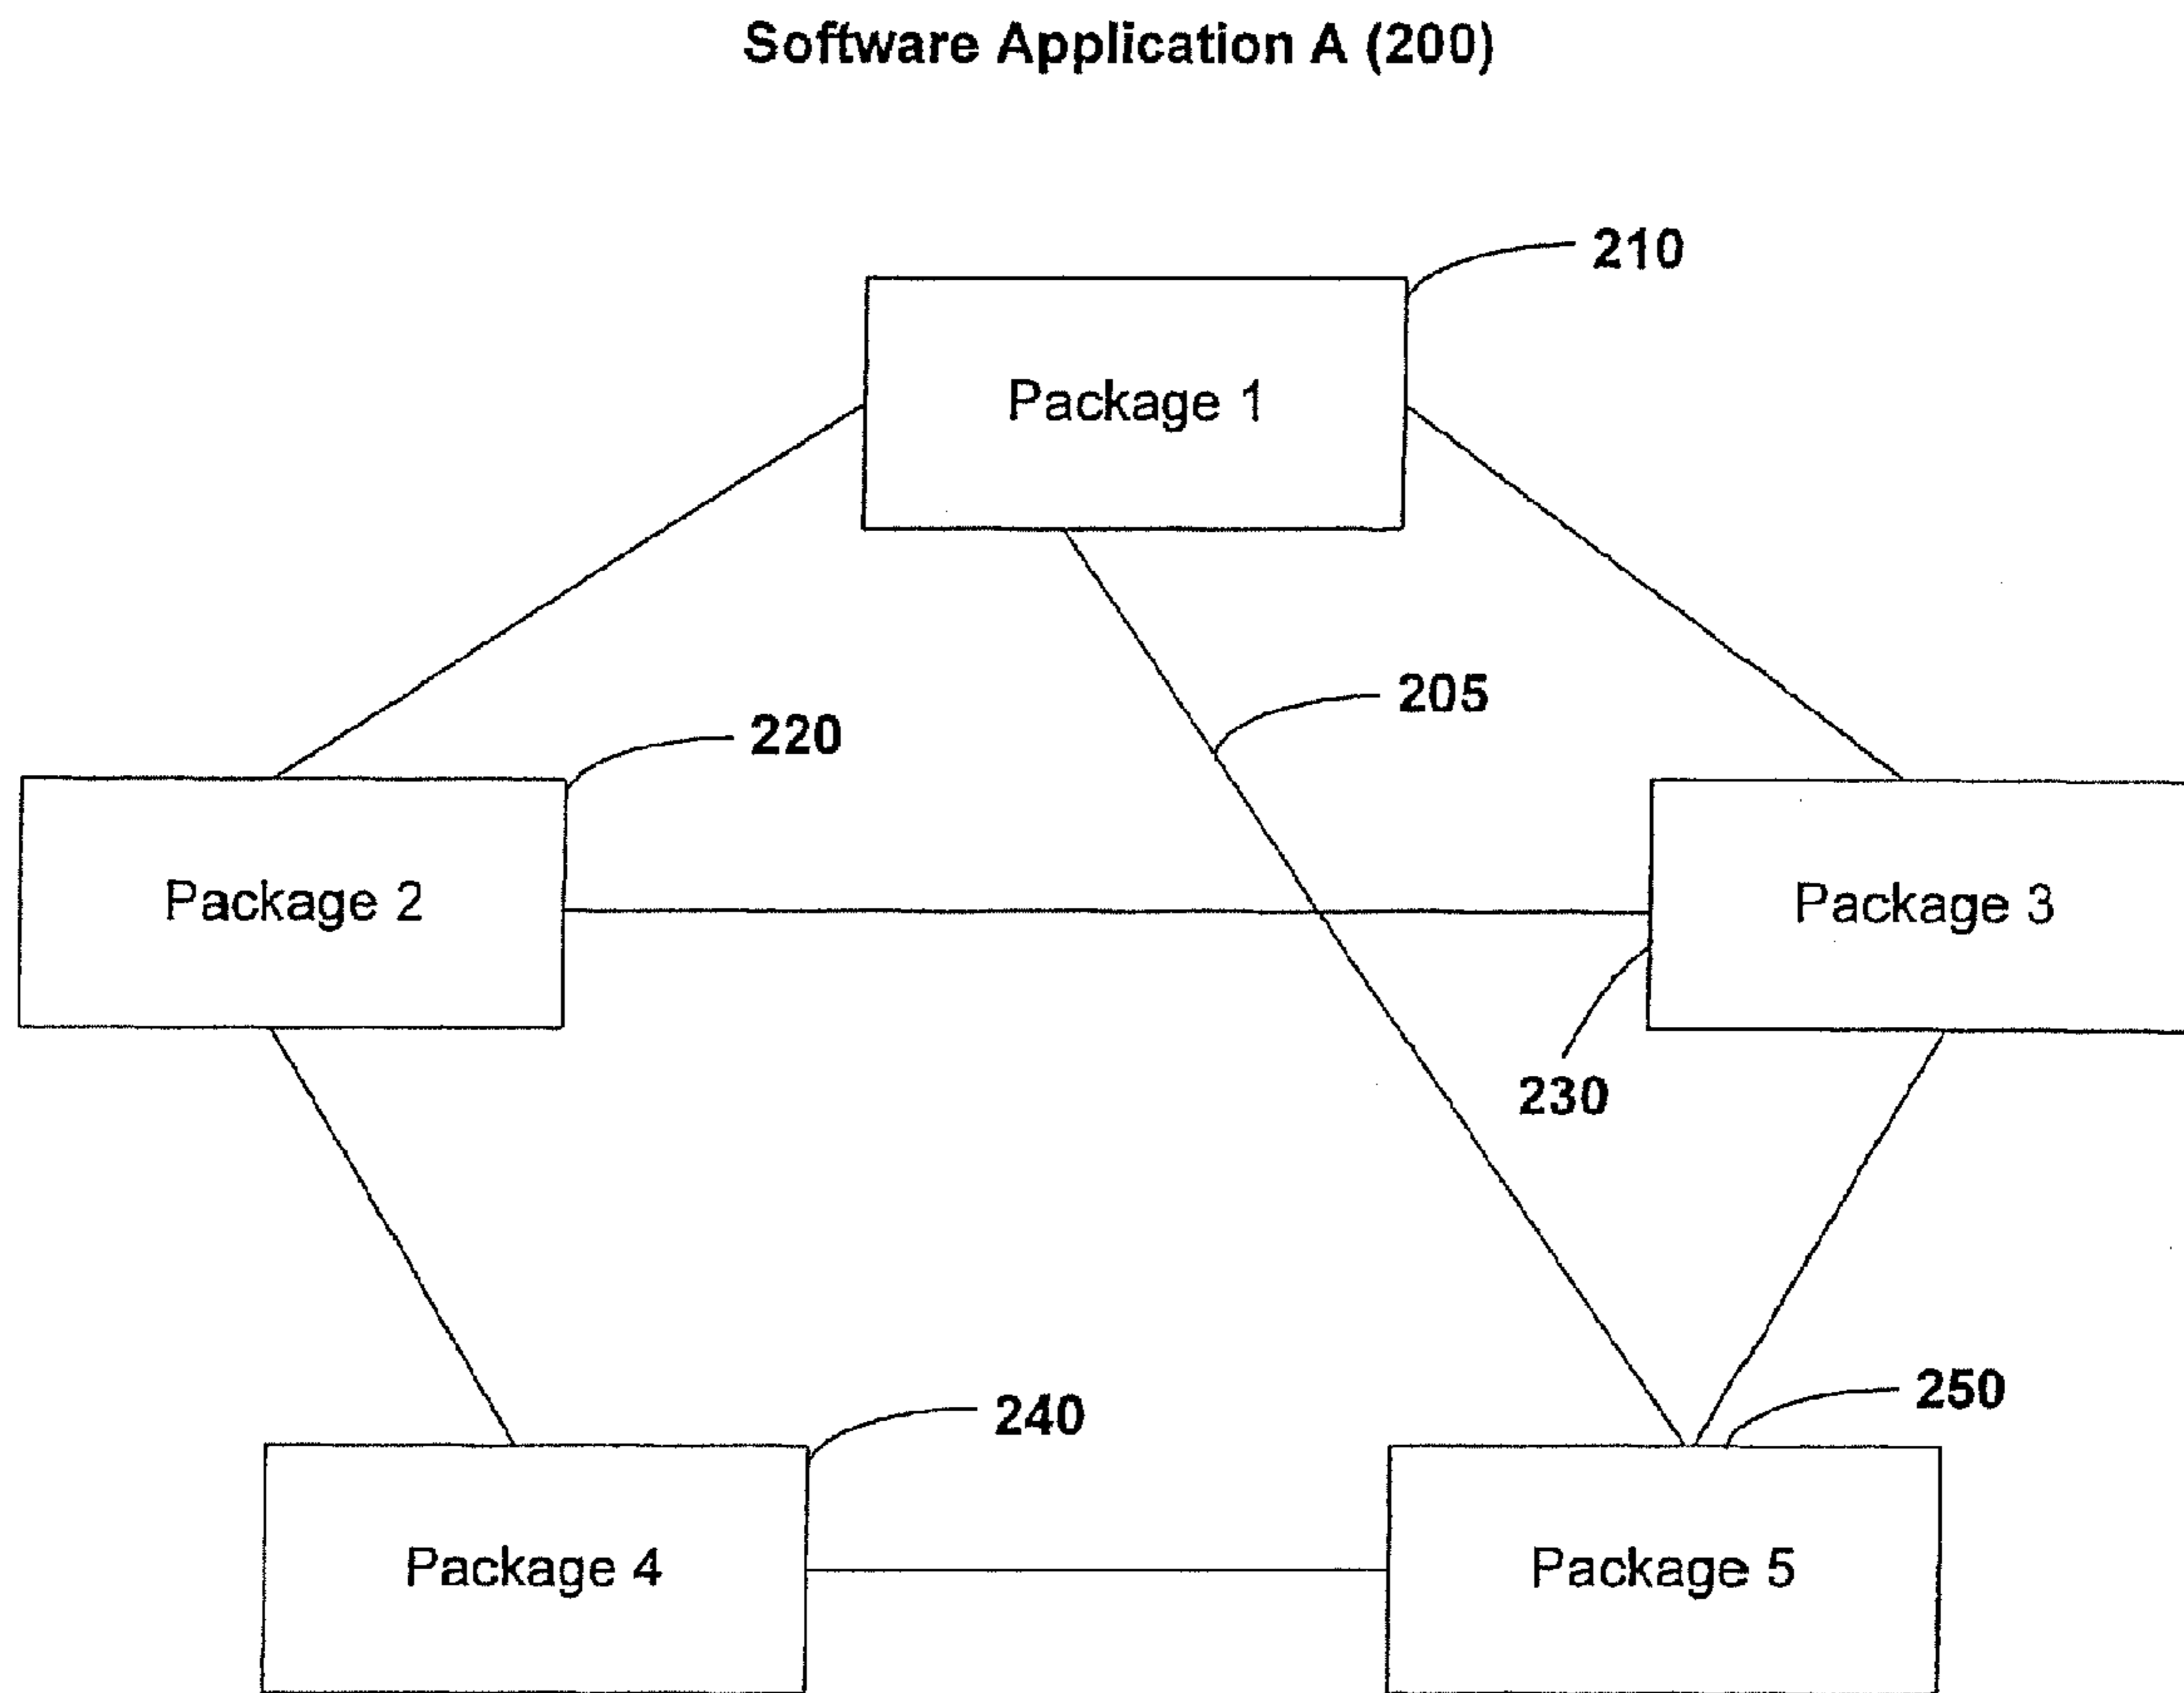 Software Application A (200)
210
Package 1
205
220
Package 2
Package 3
230
250
240
Package 4
Package 5